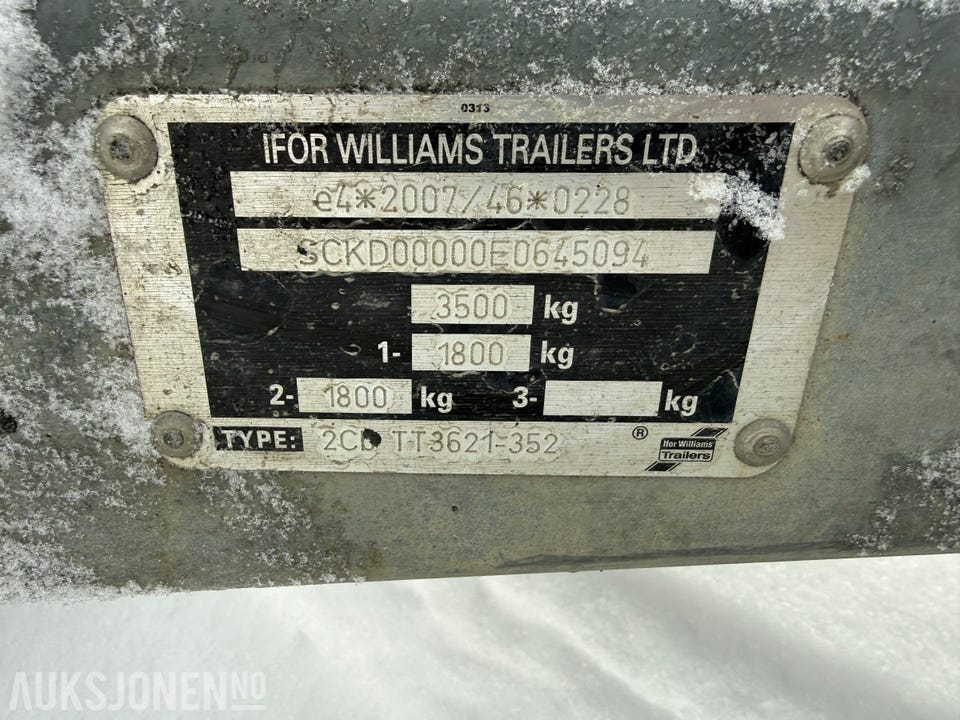 0313
IFOR WILLIAMS TRAILERS LTD
e4*2007/46*0228
SCKD00000E0645094
3500 kg
1- 1800 kg
2- 1800 kg 3- kg
TYPE: TT3621-352 ® Ifor Williams Trailers
AUKSJONEN.NO